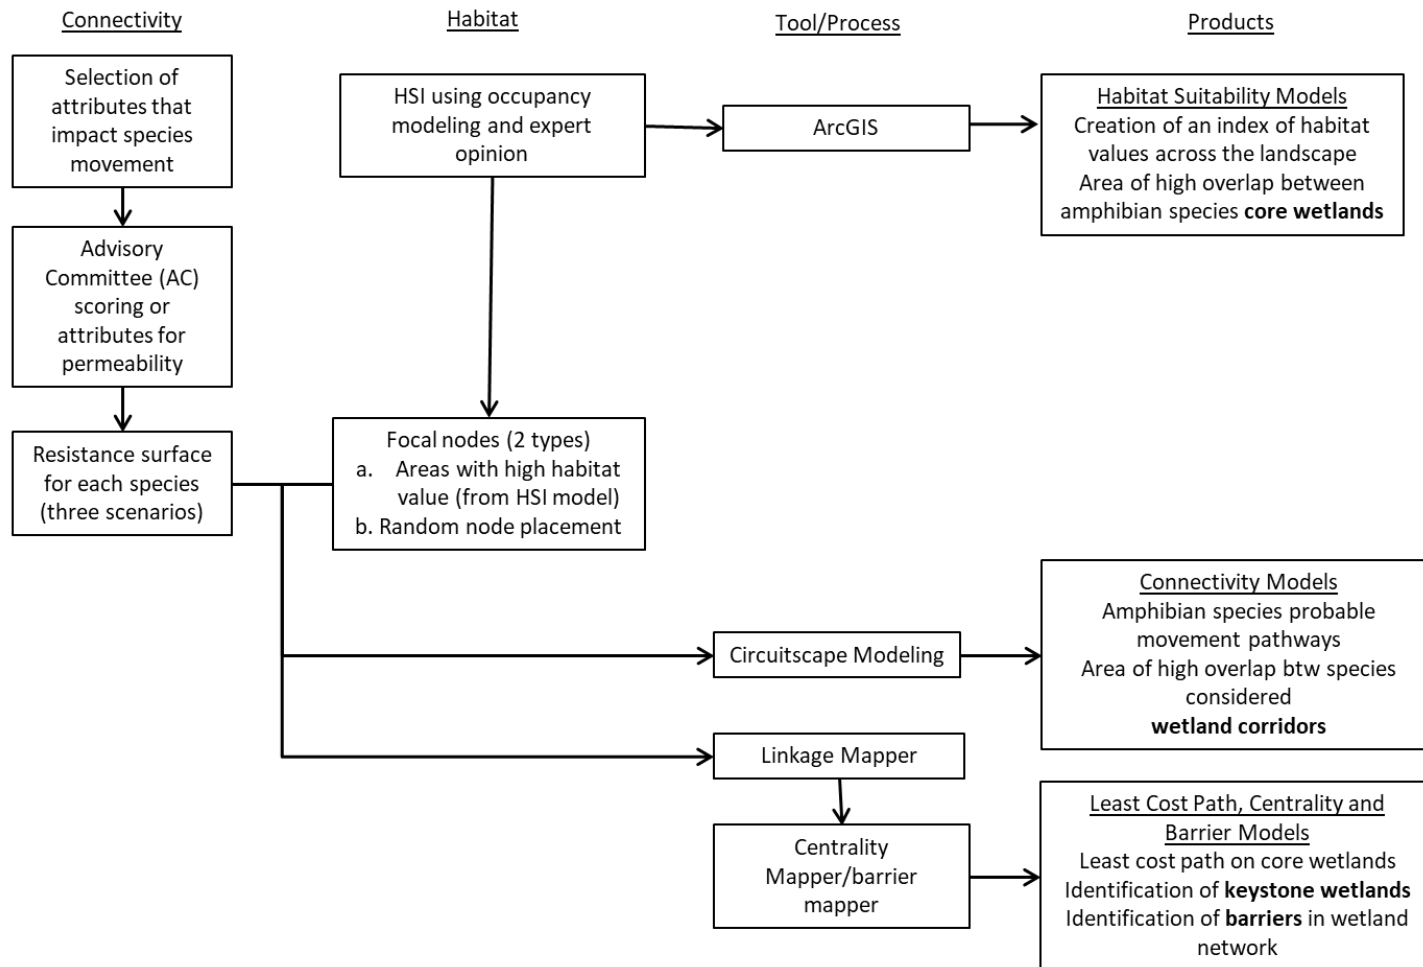 Connectivity
Habitat
Tool/Process
Products
Selection of
attributes that
impact species
movement
Advisory
Committee (AC)
scoring or
attributes for
permeability
Resistance surface
for each species
(three scenarios)
HSI using occupancy
modeling and expert
opinion
Focal nodes (2 types)
a. Areas with high habitat
value (from HSI model)
b. Random node placement
ArcGIS
Circuitscape Modeling
Linkage Mapper
Centrality
Mapper/barrier
mapper
Habitat Suitability Models
Creation of an index of habitat
values across the landscape
Area of high overlap between
amphibian species core wetlands
Connectivity Models
Amphibian species probable
movement pathways
Area of high overlap btw species
considered
wetland corridors
Least Cost Path, Centrality and
Barrier Models
Least cost path on core wetlands
Identification of keystone wetlands
Identification of barriers in wetland
network